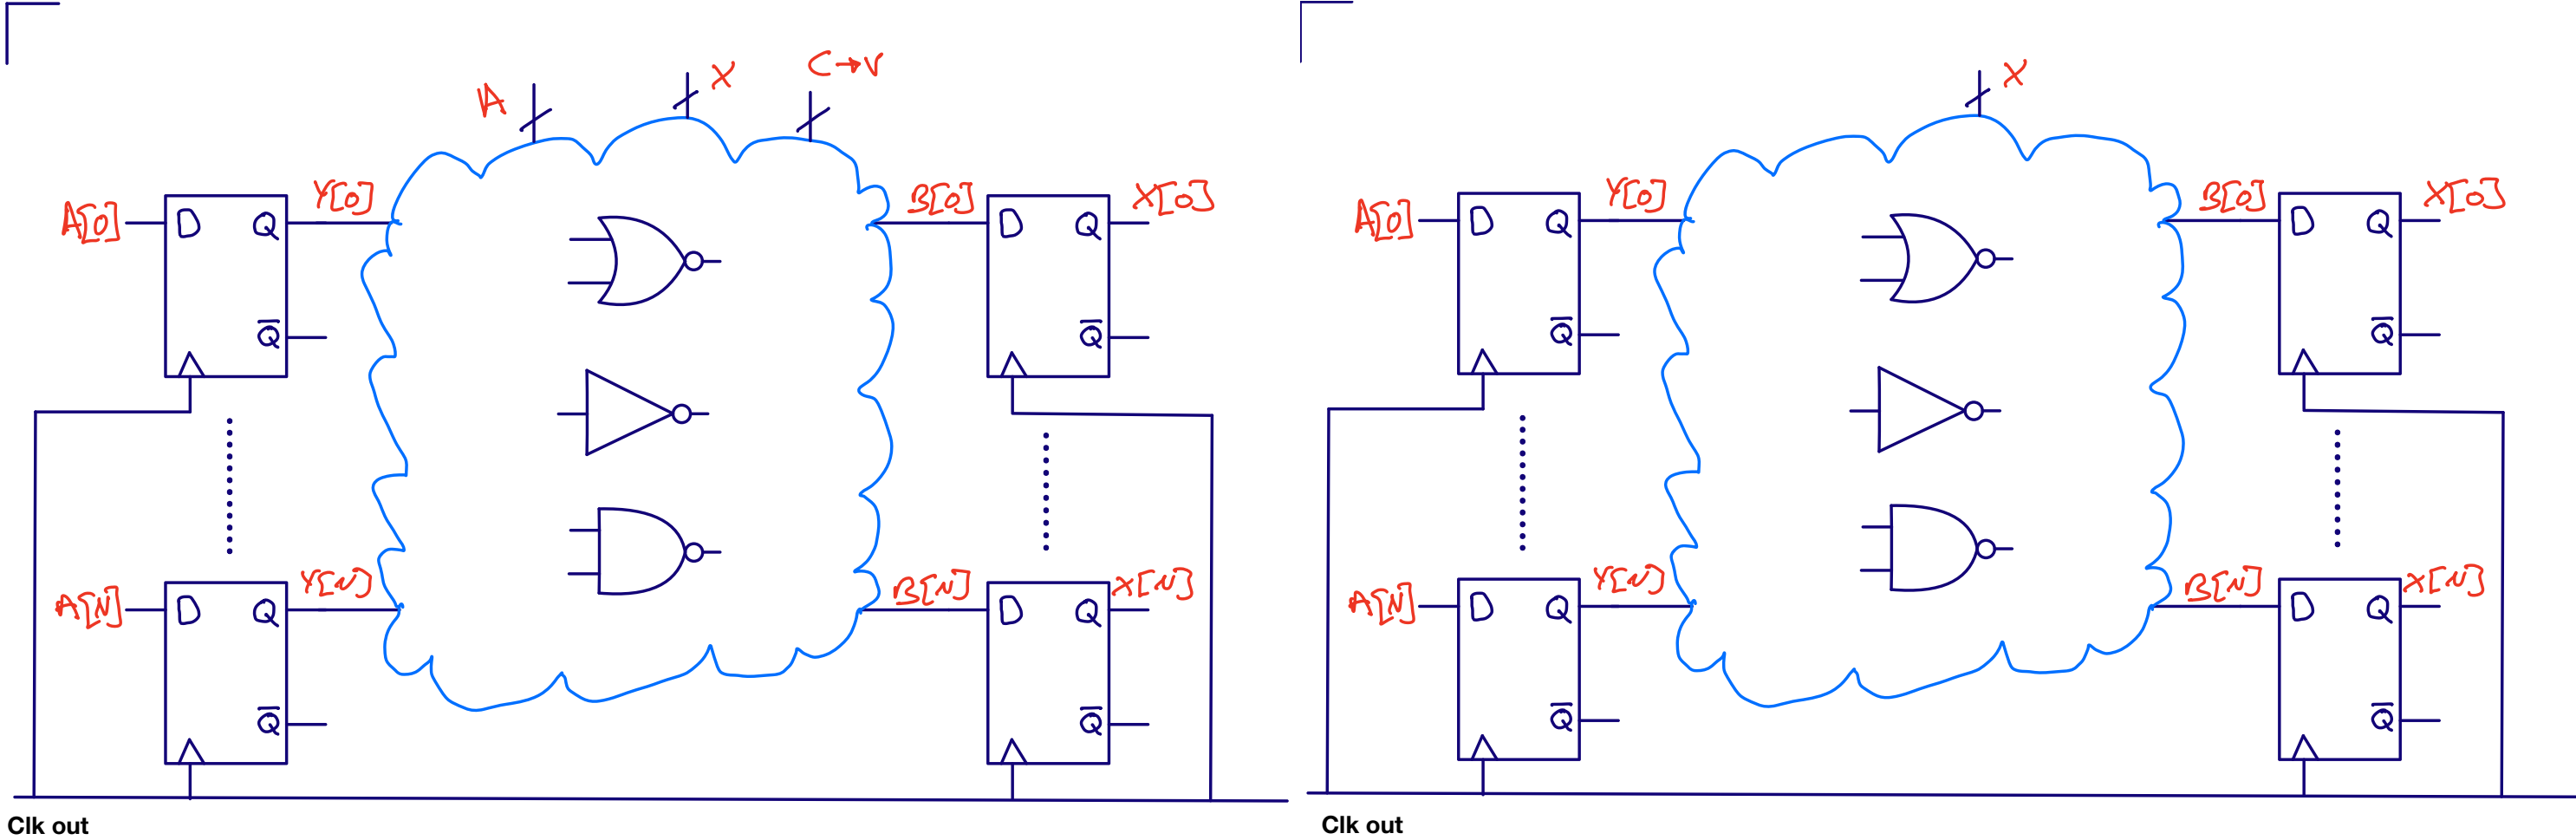 A X C→V
A[0] D Q Y[0] B[0] D Q X[0]
Q̅ Q̅
A[N] D Q Y[N] B[N] D Q X[N]
Q̅ Q̅
Clk out
X
A[0] D Q Y[0] B[0] D Q X[0]
Q̅ Q̅
A[N] D Q Y[N] B[N] D Q X[N]
Q̅ Q̅
Clk out